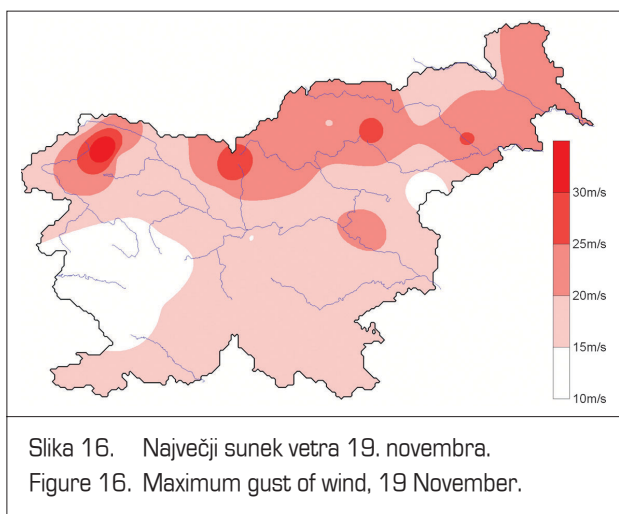 30m/s
25m/s
20m/s
15m/s
10m/s
Slika 16. Največji sunek vetra 19. novembra.
Figure 16. Maximum gust of wind, 19 November.